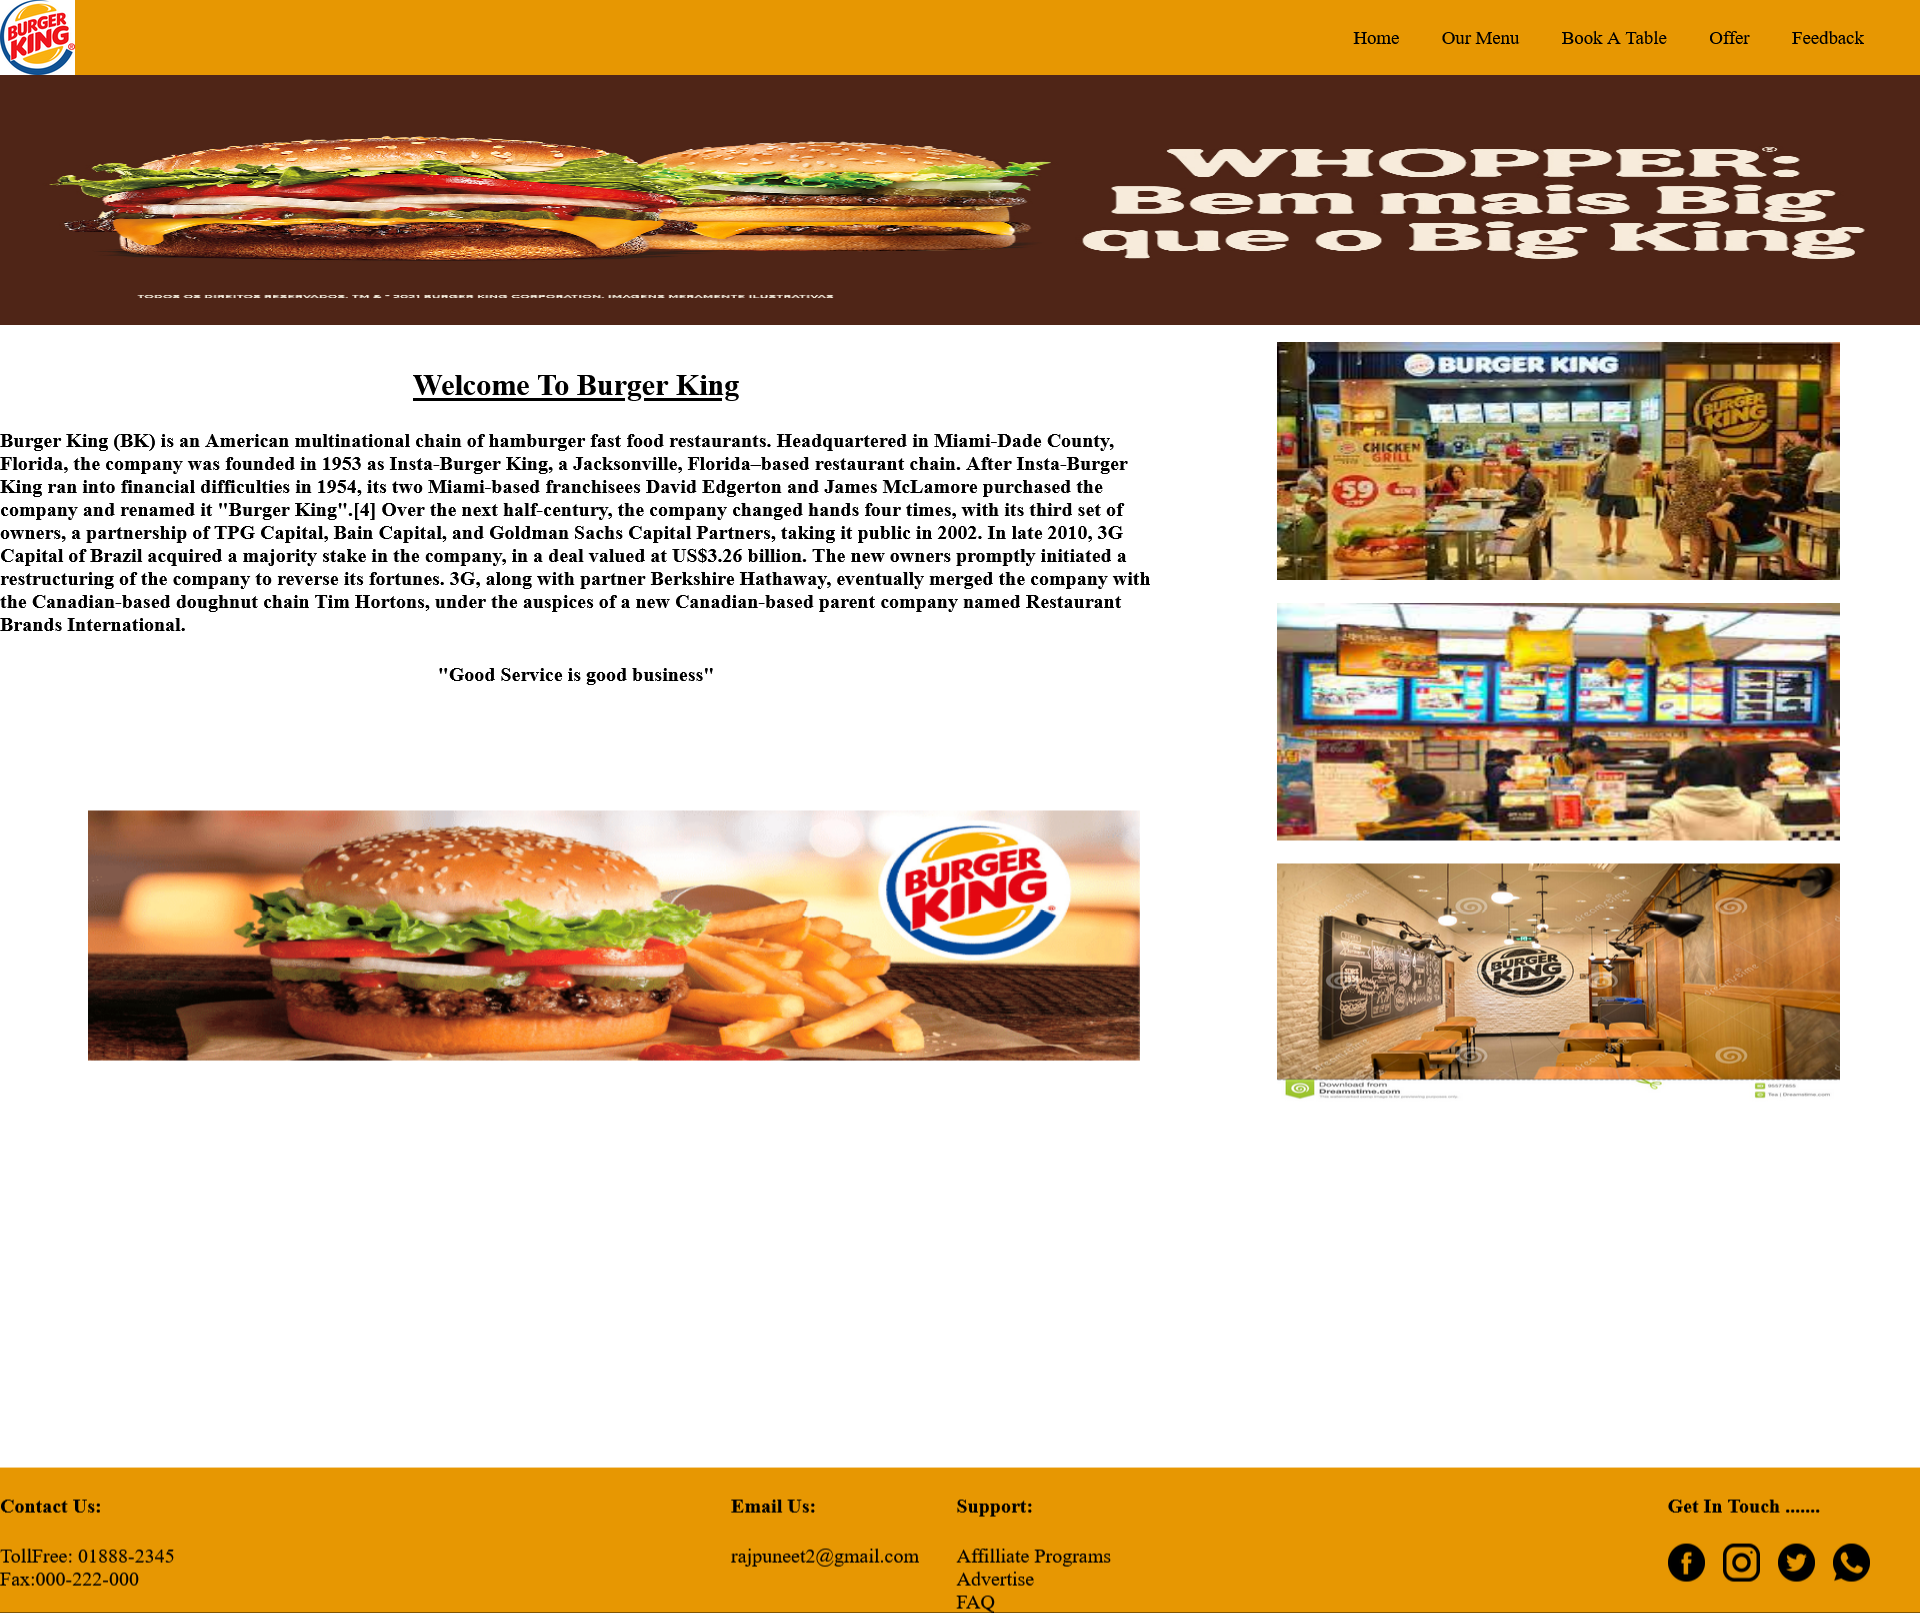 BURGER KING
Home Our Menu Book A Table Offer Feedback
WHOPPER®:
Bem mais Big
que o Big King
TODOS OS DIREITOS RESERVADOS. TM & © 2021 BURGER KING CORPORATION. IMAGENS MERAMENTE ILUSTRATIVAS
Welcome To Burger King
Burger King (BK) is an American multinational chain of hamburger fast food restaurants. Headquartered in Miami-Dade County,
Florida, the company was founded in 1953 as Insta-Burger King, a Jacksonville, Florida–based restaurant chain. After Insta-Burger
King ran into financial difficulties in 1954, its two Miami-based franchisees David Edgerton and James McLamore purchased the
company and renamed it "Burger King".[4] Over the next half-century, the company changed hands four times, with its third set of
owners, a partnership of TPG Capital, Bain Capital, and Goldman Sachs Capital Partners, taking it public in 2002. In late 2010, 3G
Capital of Brazil acquired a majority stake in the company, in a deal valued at US$3.26 billion. The new owners promptly initiated a
restructuring of the company to reverse its fortunes. 3G, along with partner Berkshire Hathaway, eventually merged the company with
the Canadian-based doughnut chain Tim Hortons, under the auspices of a new Canadian-based parent company named Restaurant
Brands International.
"Good Service is good business"
BURGER KING
BURGER KING
BURGER KING
CHICKEN
GRILL
59
BURGER
KING
Download from
Dreamstime.com
Contact Us:
TollFree: 01888-2345
Fax:000-222-000
Email Us:
rajpuneet2@gmail.com
Support:
Affilliate Programs
Advertise
FAQ
Get In Touch .......